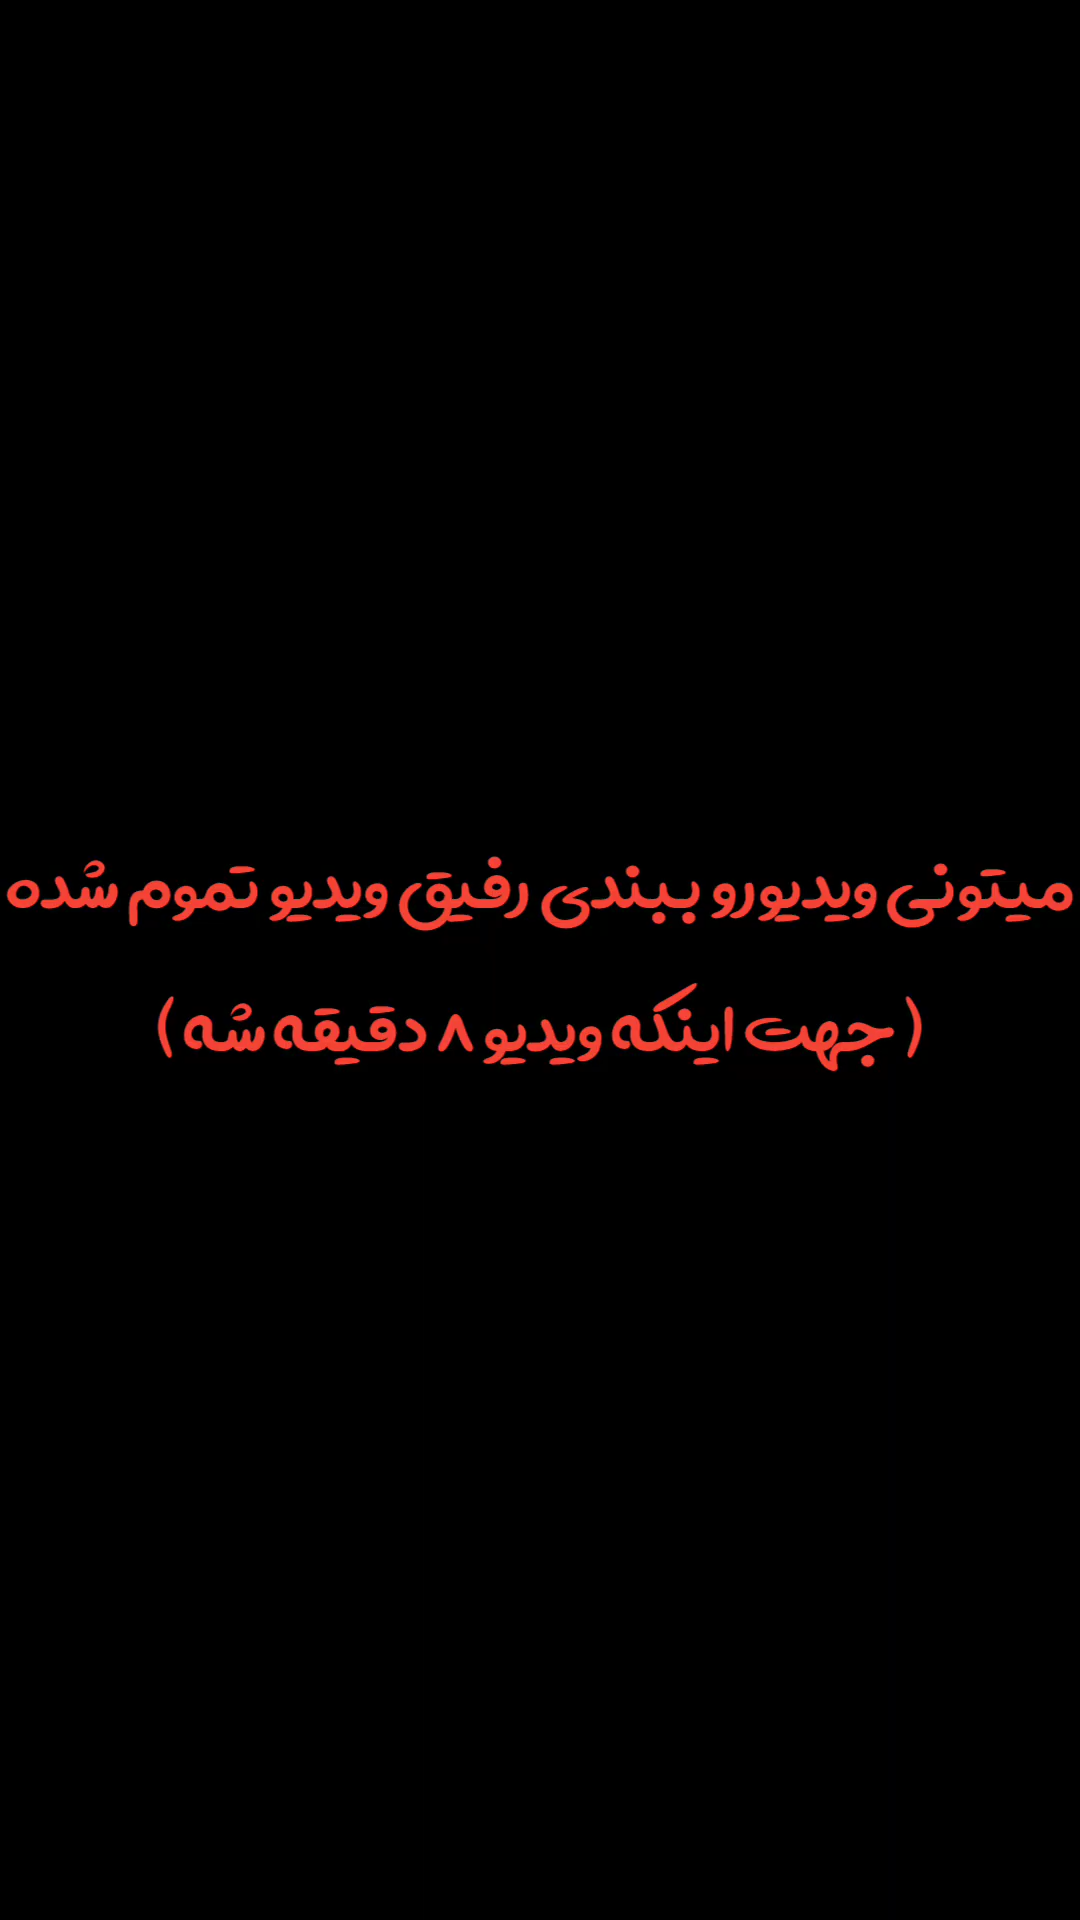 میتونی ویدیورو ببندی رفیق ویدیو تموم شده
( جهت اینکه ویدیو ۸ دقیقه شه )